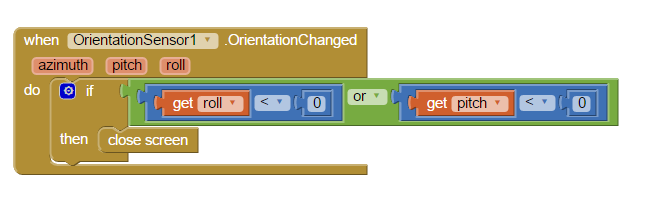 when OrientationSensor1 .OrientationChanged
azimuth pitch roll
do if get roll < 0 or get pitch < 0
then close screen